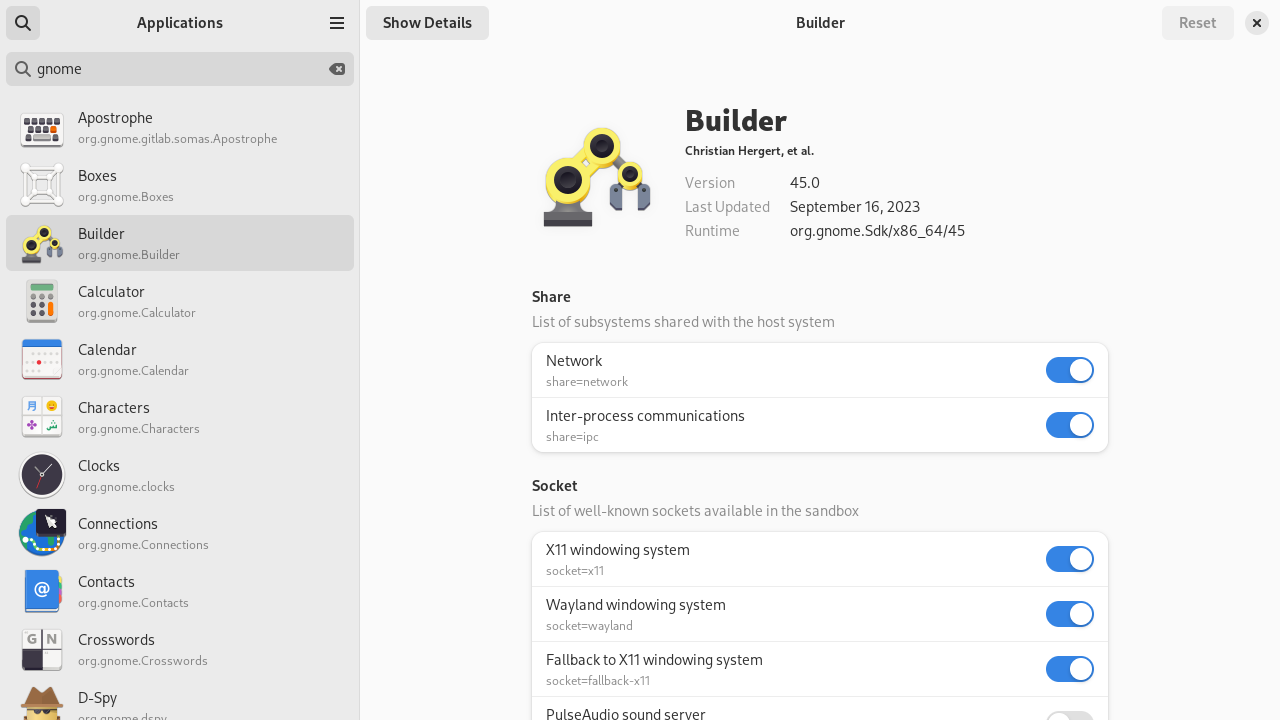 Applications
gnome
Apostrophe
org.gnome.gitlab.somas.Apostrophe
Boxes
org.gnome.Boxes
Builder
org.gnome.Builder
Calculator
org.gnome.Calculator
Calendar
org.gnome.Calendar
Characters
org.gnome.Characters
Clocks
org.gnome.clocks
Connections
org.gnome.Connections
@
Contacts
org.gnome.Contacts
G N
Crosswords
org.gnome.Crosswords
D-Spy
org.gnome.dspy
Show Details
Builder
Reset
Builder
Christian Hergert, et al.
Version 45.0
Last Updated September 16, 2023
Runtime org.gnome.Sdk/x86_64/45
Share
List of subsystems shared with the host system
Network
share=network
Inter-process communications
share=ipc
Socket
List of well-known sockets available in the sandbox
X11 windowing system
socket=x11
Wayland windowing system
socket=wayland
Fallback to X11 windowing system
socket=fallback-x11
PulseAudio sound server